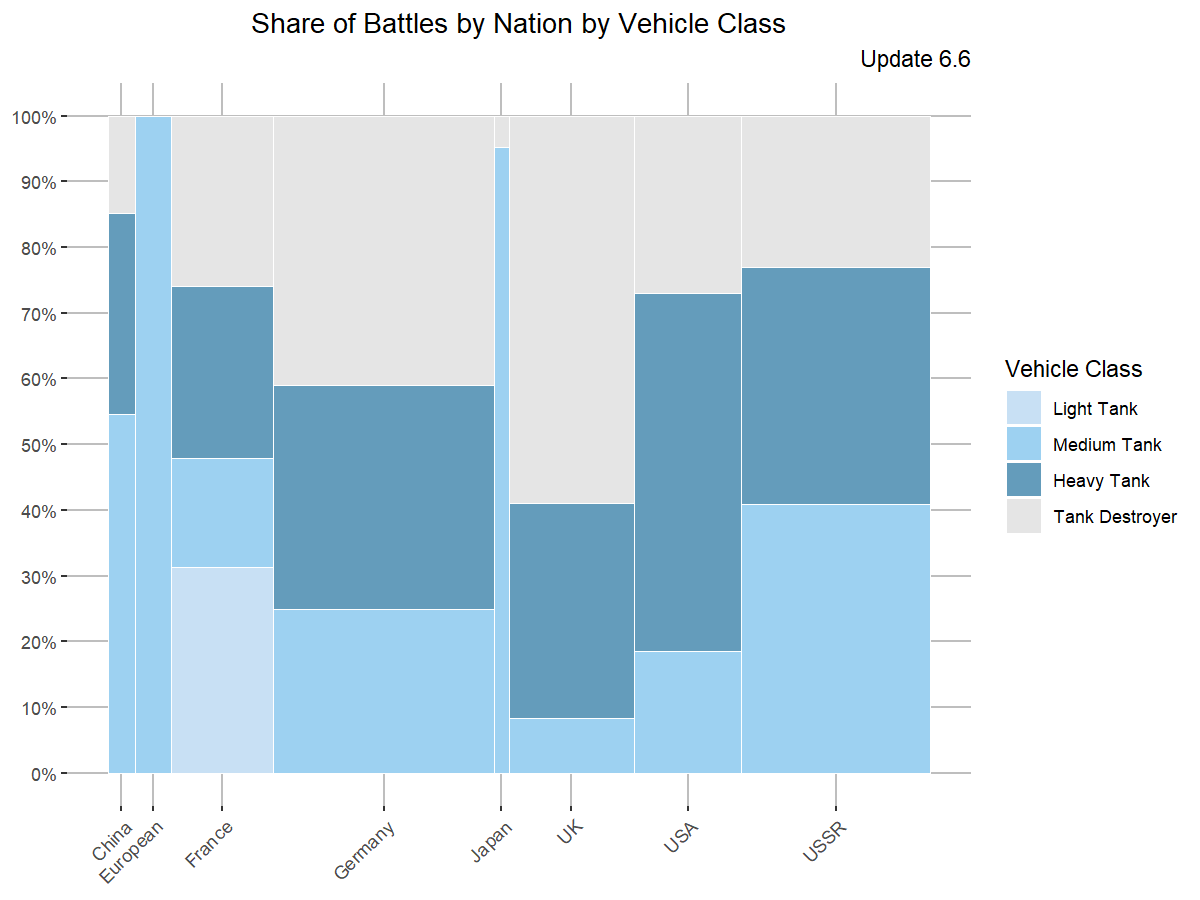 Share of Battles by Nation by Vehicle Class
Update 6.6
100%
90%
80%
70%
60%
50%
40%
30%
20%
10%
0%
China
European
France
Germany
Japan
UK
USA
USSR
Vehicle Class
Light Tank
Medium Tank
Heavy Tank
Tank Destroyer